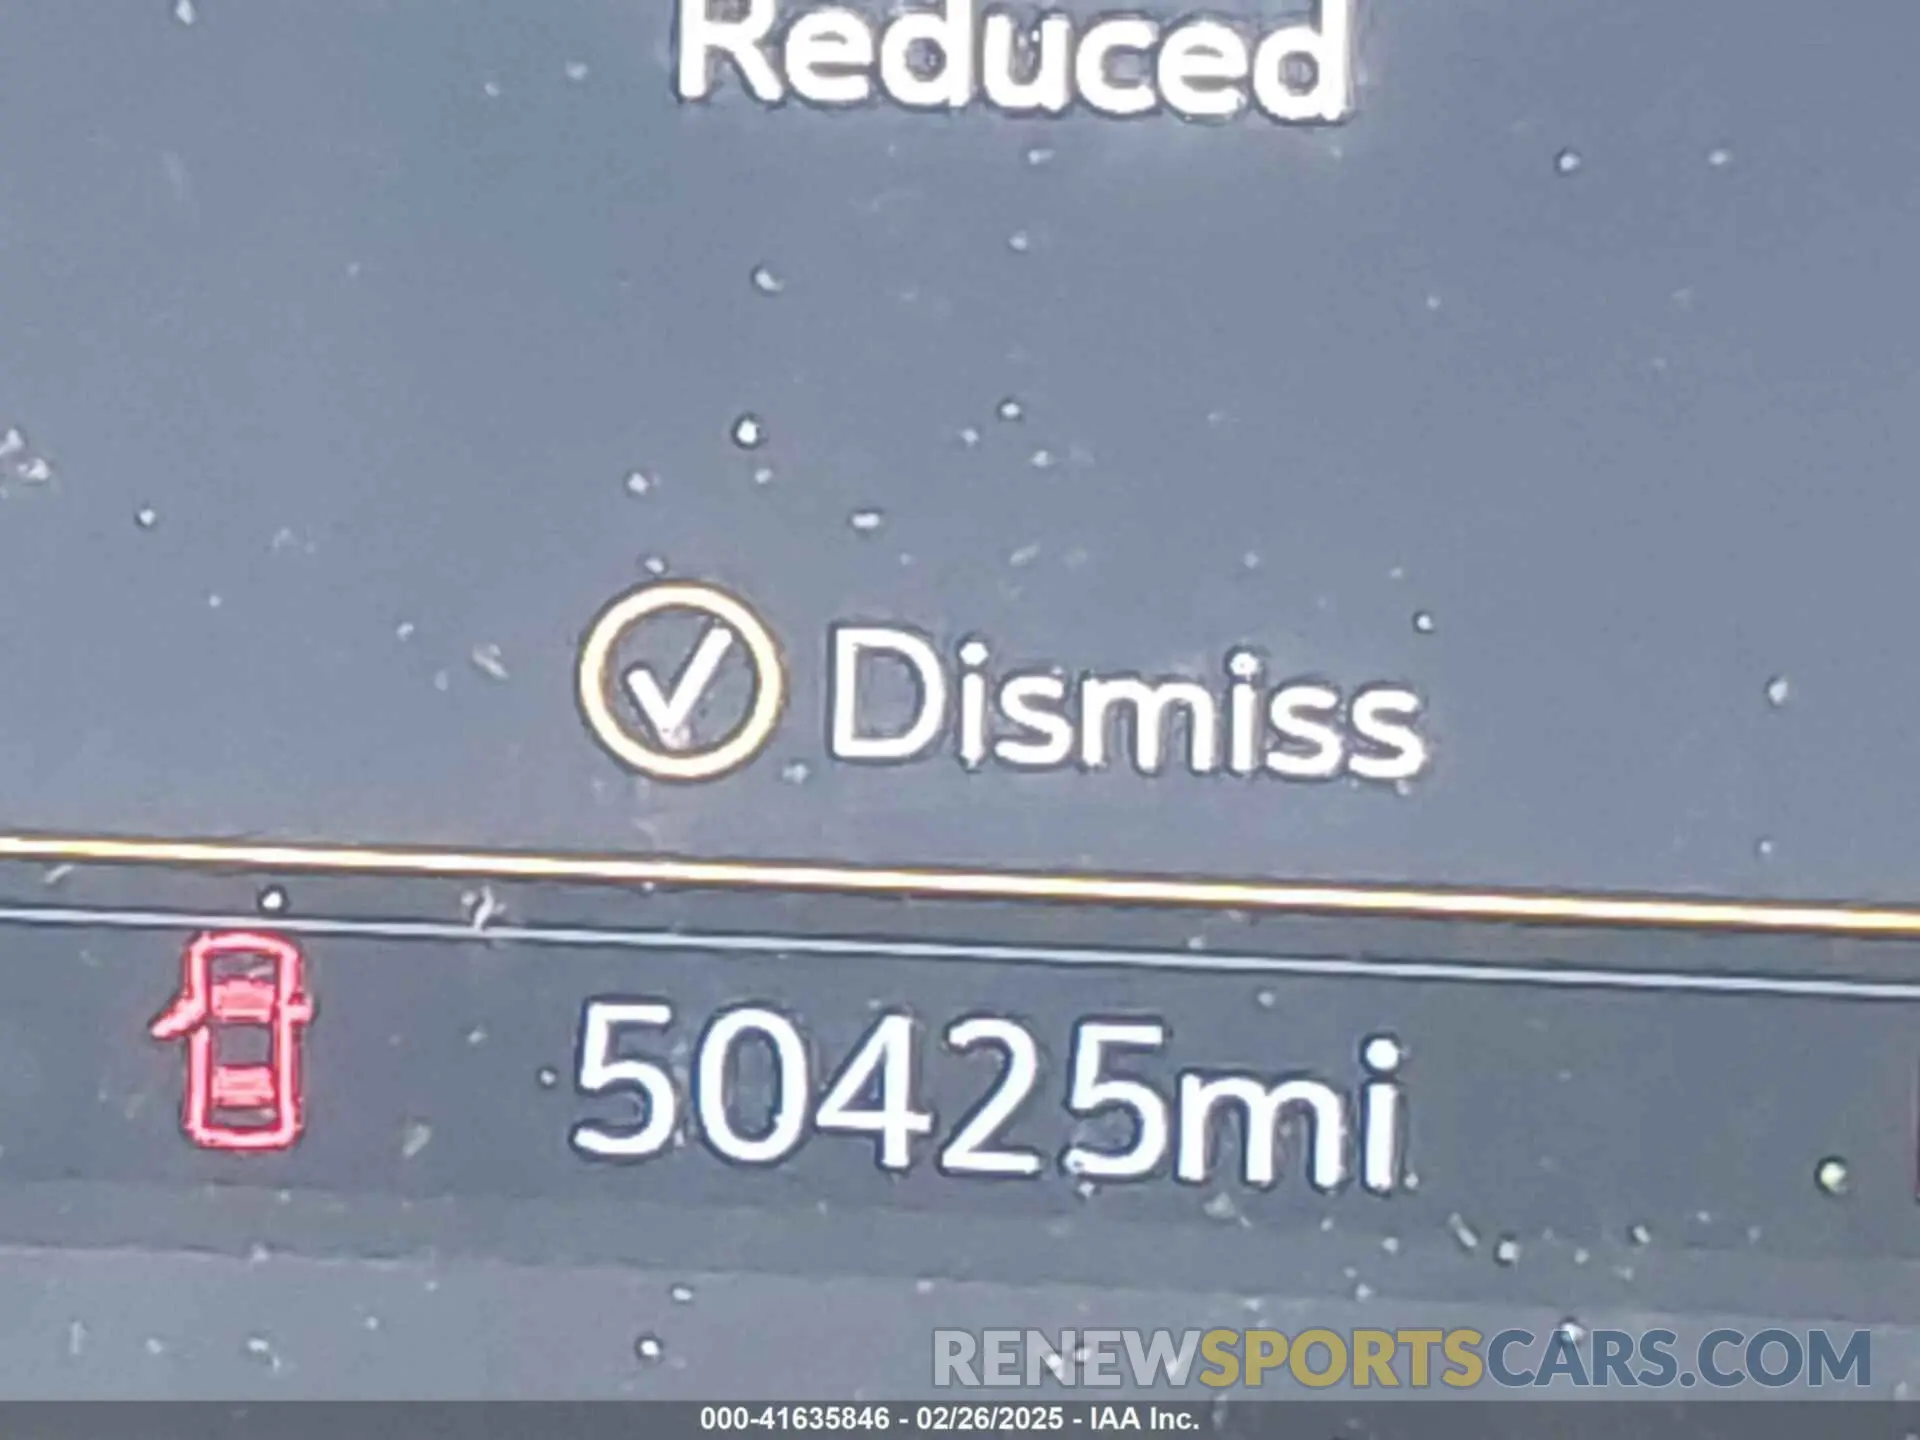 Reduced
Dismiss
50425mi
RENEWSPORTSCARS.COM
000-41635846 - 02/26/2025 - IAA Inc.